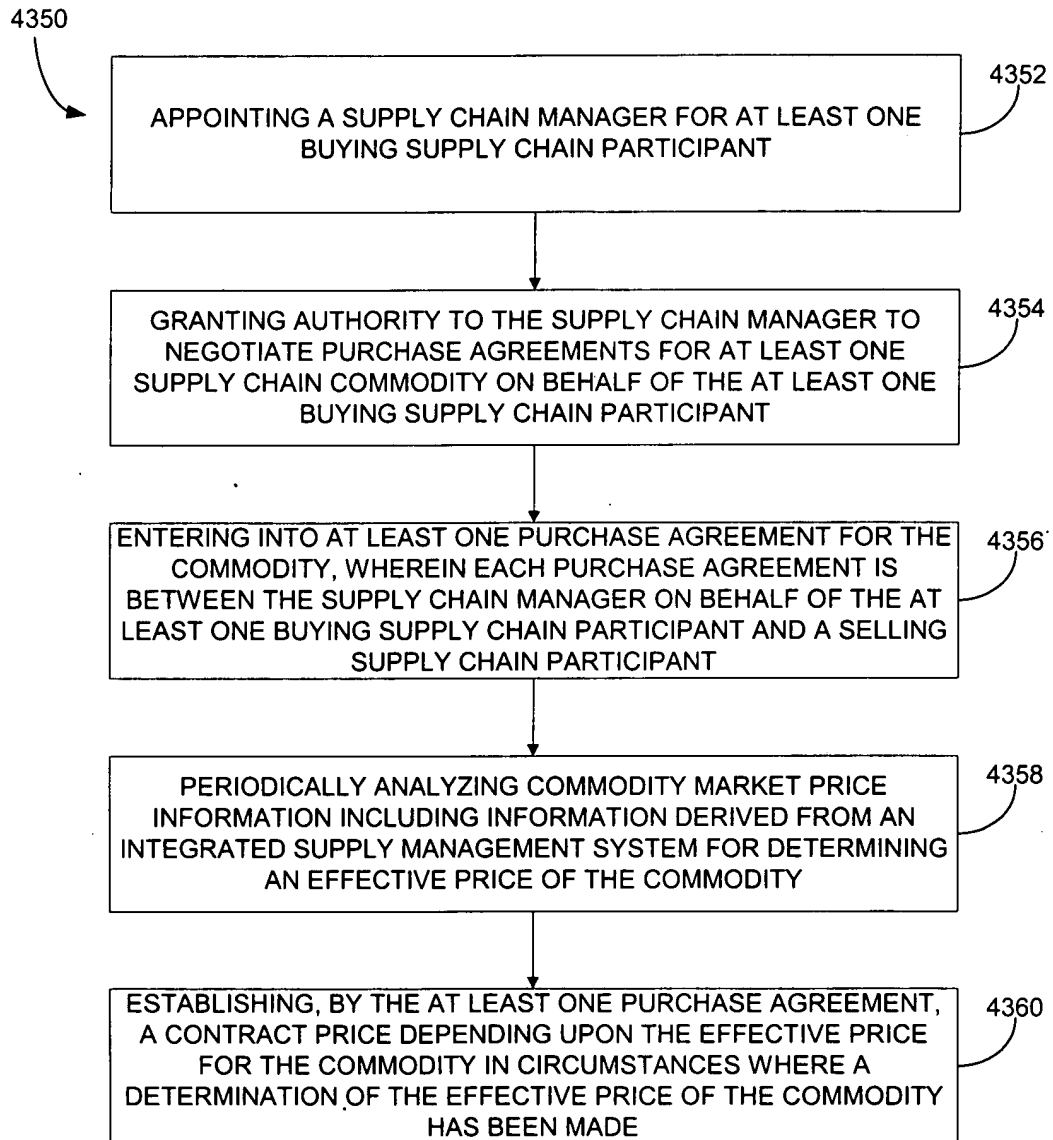 4350
4352
APPOINTING A SUPPLY CHAIN MANAGER FOR AT LEAST ONE
BUYING SUPPLY CHAIN PARTICIPANT
4354
GRANTING AUTHORITY TO THE SUPPLY CHAIN MANAGER TO
NEGOTIATE PURCHASE AGREEMENTS FOR AT LEAST ONE
SUPPLY CHAIN COMMODITY ON BEHALF OF THE AT LEAST ONE
BUYING SUPPLY CHAIN PARTICIPANT
4356
ENTERING INTO AT LEAST ONE PURCHASE AGREEMENT FOR THE
COMMODITY, WHEREIN EACH PURCHASE AGREEMENT IS
BETWEEN THE SUPPLY CHAIN MANAGER ON BEHALF OF THE AT
LEAST ONE BUYING SUPPLY CHAIN PARTICIPANT AND A SELLING
SUPPLY CHAIN PARTICIPANT
4358
PERIODICALLY ANALYZING COMMODITY MARKET PRICE
INFORMATION INCLUDING INFORMATION DERIVED FROM AN
INTEGRATED SUPPLY MANAGEMENT SYSTEM FOR DETERMINING
AN EFFECTIVE PRICE OF THE COMMODITY
4360
ESTABLISHING, BY THE AT LEAST ONE PURCHASE AGREEMENT,
A CONTRACT PRICE DEPENDING UPON THE EFFECTIVE PRICE
FOR THE COMMODITY IN CIRCUMSTANCES WHERE A
DETERMINATION OF THE EFFECTIVE PRICE OF THE COMMODITY
HAS BEEN MADE